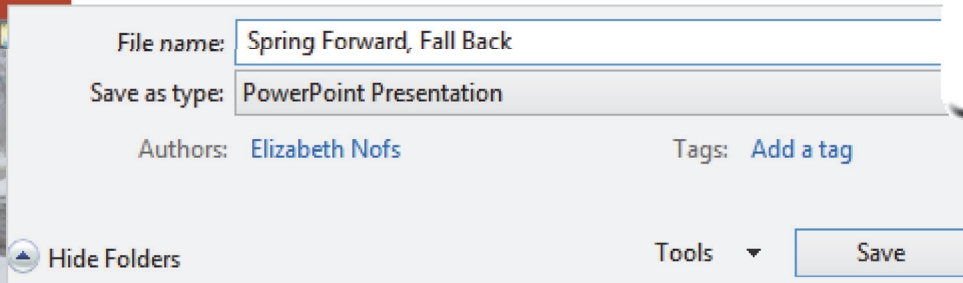 File name: Spring Forward, Fall Back
Save as type: PowerPoint Presentation
Authors: Elizabeth Nofs Tags: Add a tag
Hide Folders Tools Save